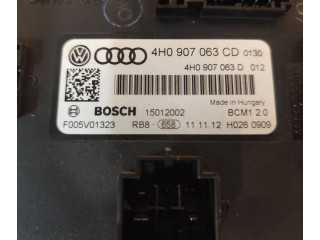 4H0 907 063 CD 0130
4H0 907 063 D 012
Made in Hungary
BOSCH 15012002 BCM1 2.0
F005V01323 RB8 - 658 - 11.11.12 H026 0909